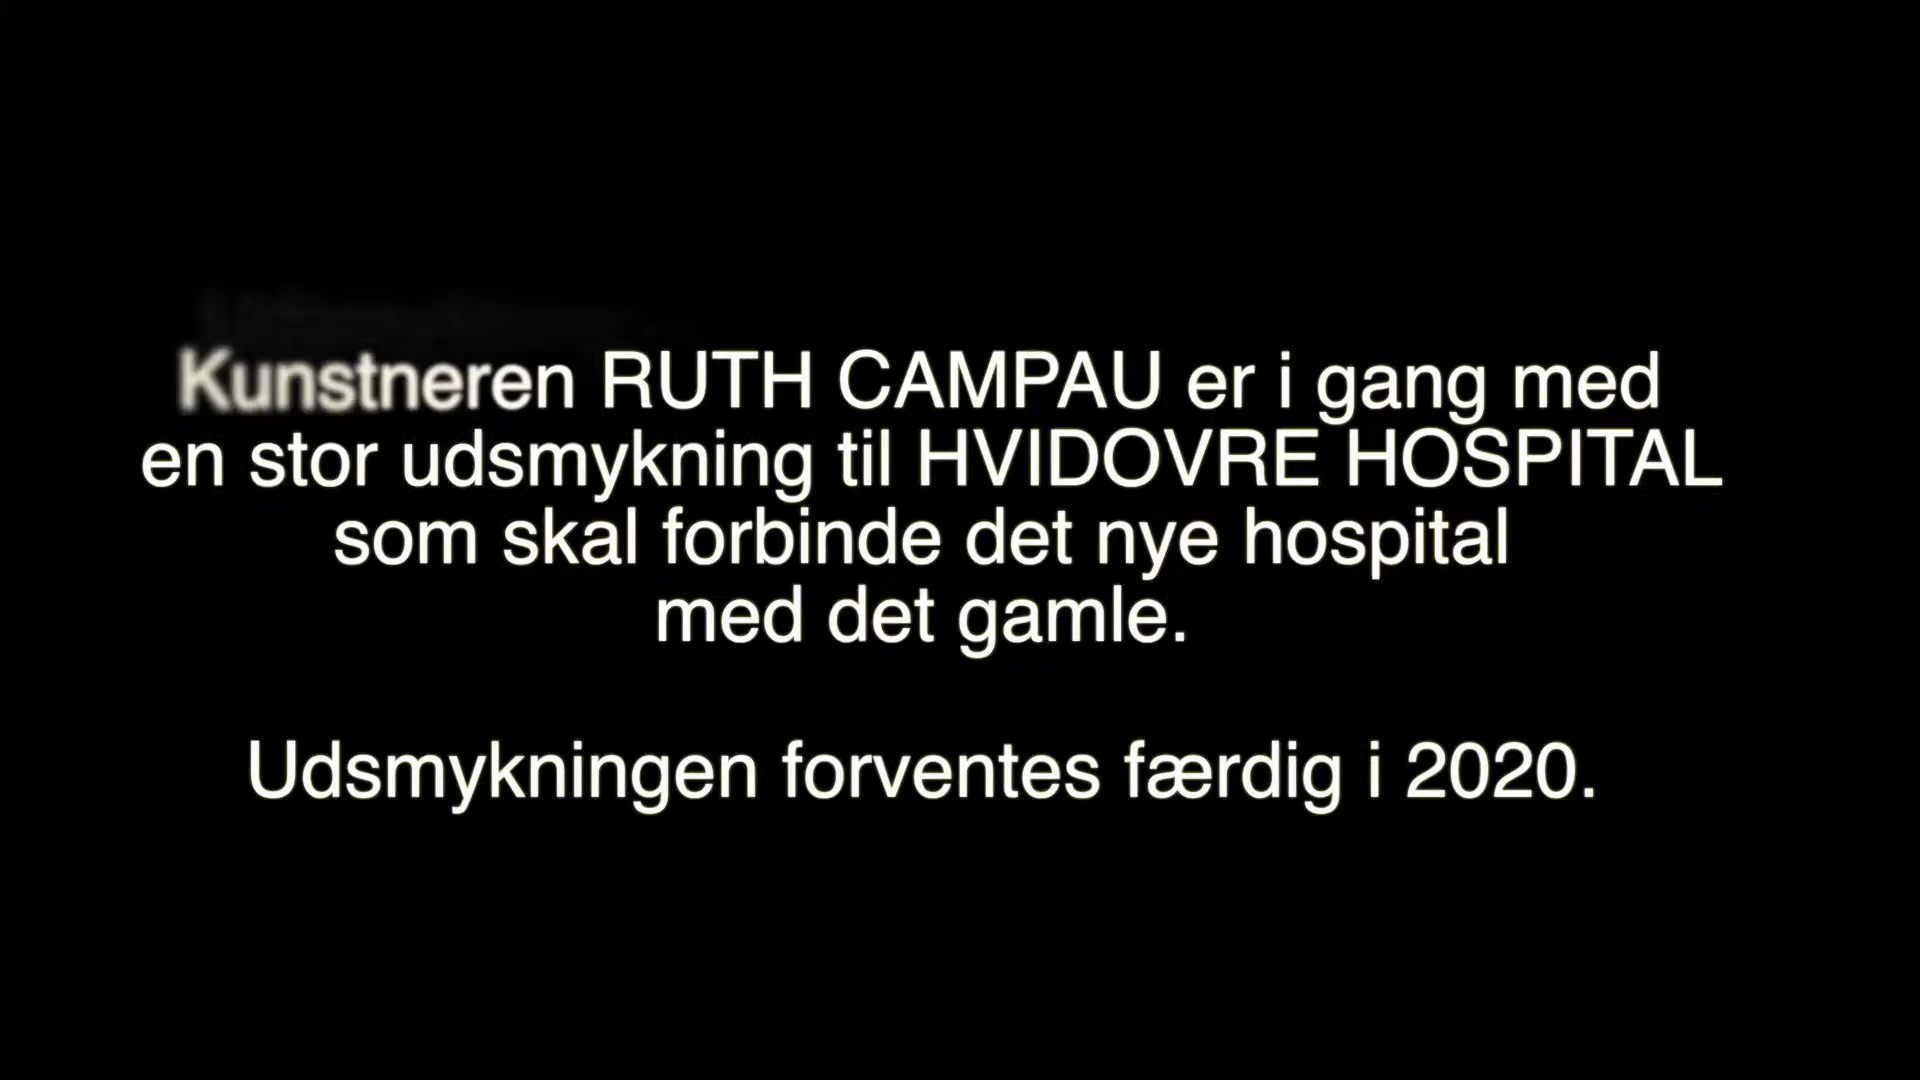 Kunstneren RUTH CAMPAU er i gang med
en stor udsmykning til HVIDOVRE HOSPITAL
som skal forbinde det nye hospital
med det gamle.
Udsmykningen forventes færdig i 2020.